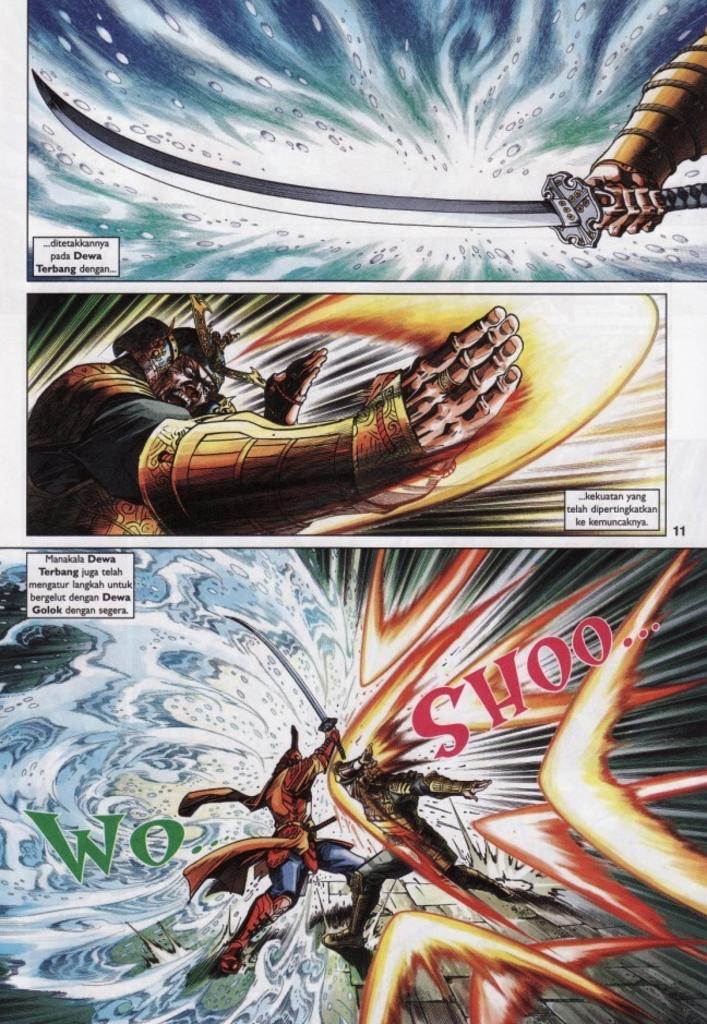 ...ditetakkannya
pada Dewa
Terbang dengan...
...kekuatan yang
telah dipertingkatkan
ke kemuncaknya.
11
Manakala Dewa
Terbang juga telah
mengatur langkah untuk
bergelut dengan Dewa
Golok dengan segera.
SHOO...
WO...